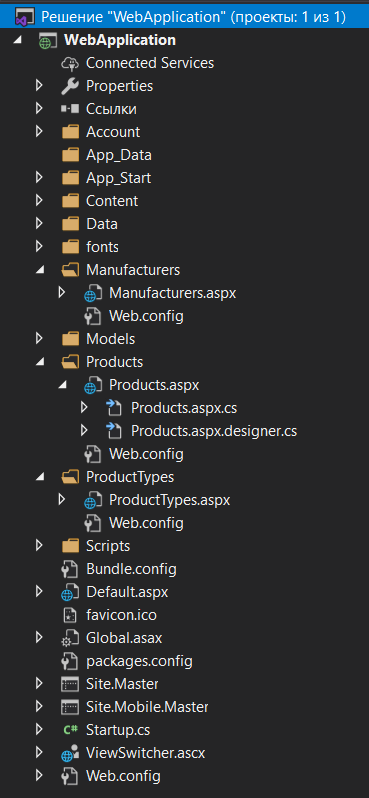 Решение "WebApplication" (проекты: 1 из 1)
WebApplication
Connected Services
Properties
Ссылки
Account
App_Data
App_Start
Content
Data
fonts
Manufacturers
Manufacturers.aspx
Web.config
Models
Products
Products.aspx
Products.aspx.cs
Products.aspx.designer.cs
Web.config
ProductTypes
ProductTypes.aspx
Web.config
Scripts
Bundle.config
Default.aspx
favicon.ico
Global.asax
packages.config
Site.Master
Site.Mobile.Master
C# Startup.cs
ViewSwitcher.ascx
Web.config